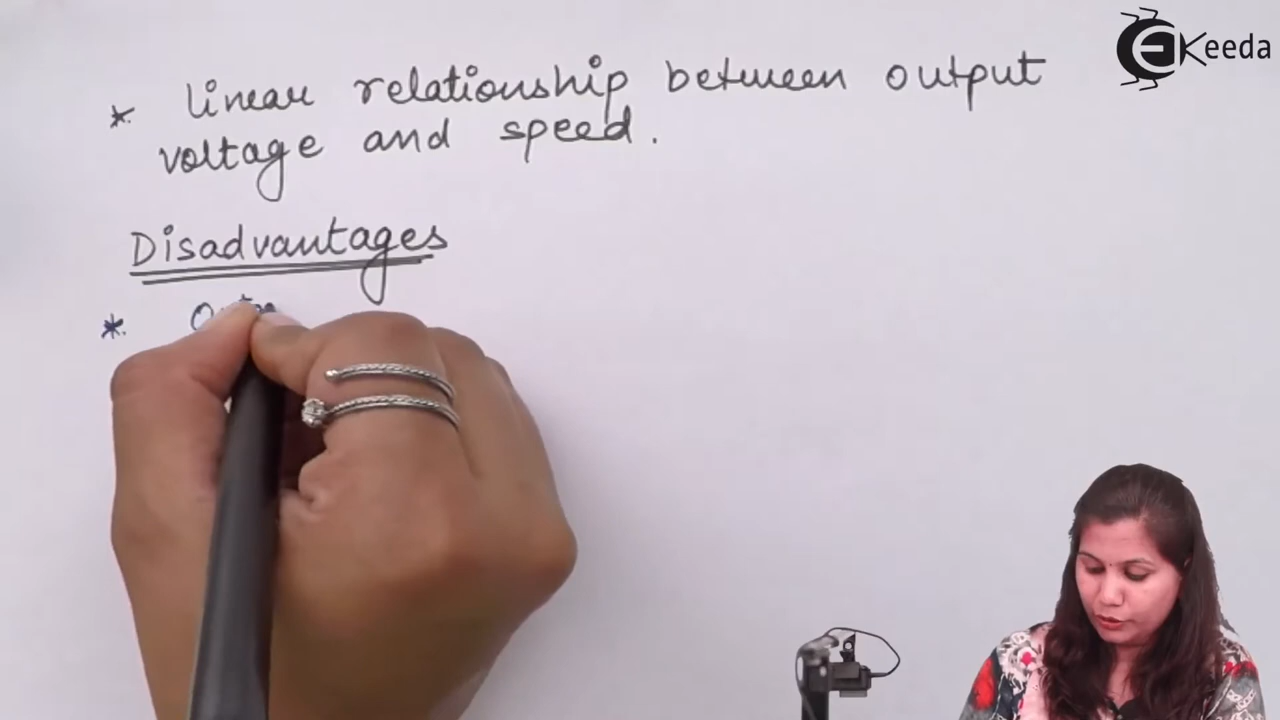 Keeda
* linear relationship between output
voltage and speed.
Disadvantages
*